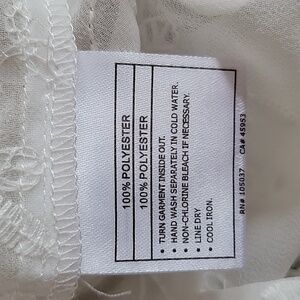 100% POLYESTER
100% POLYESTER
• TURN GARMENT INSIDE OUT.
• HAND WASH SEPARATELY IN COLD WATER.
• NON-CHLORINE BLEACH IF NECESSARY.
• LINE DRY
• COOL IRON.
RN# 105037 CA# 45953